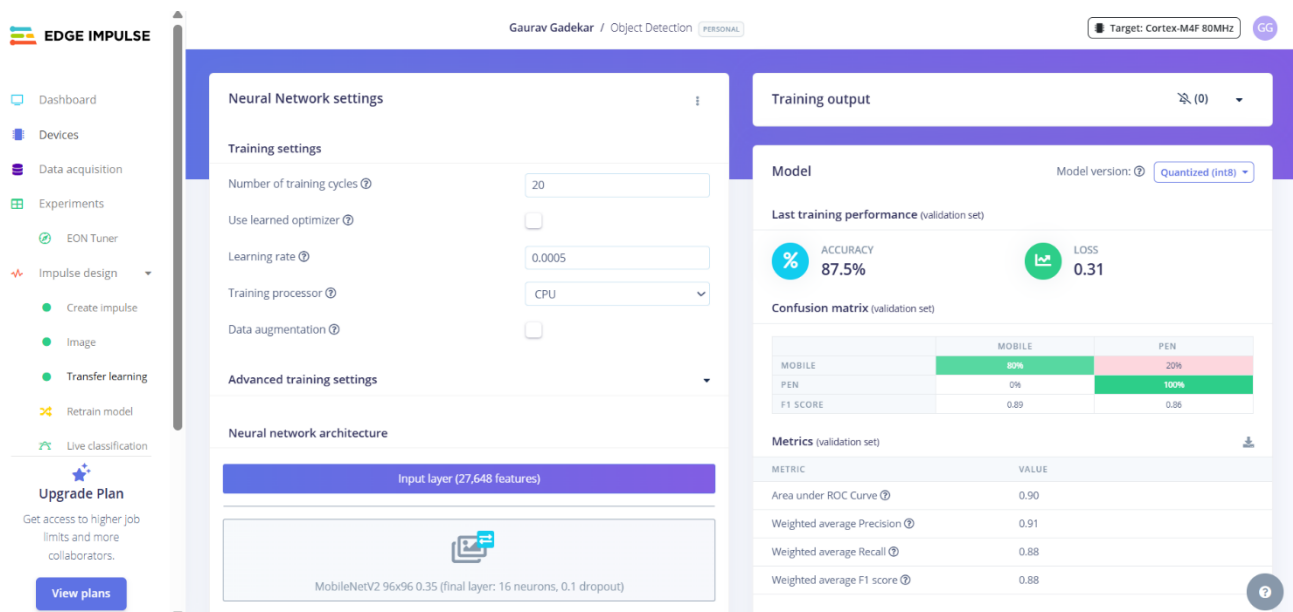 EDGE IMPULSE
Gaurav Gadekar / Object Detection PERSONAL
Target: Cortex-M4F 80MHz
GG
Dashboard
Devices
Data acquisition
Experiments
EON Tuner
Impulse design
Create impulse
Image
Transfer learning
Retrain model
Live classification
Upgrade Plan
Get access to higher job
limits and more
collaborators.
View plans
Neural Network settings
Training settings
Number of training cycles ?
20
Use learned optimizer ?
Learning rate ?
0.0005
Training processor ?
CPU
Data augmentation ?
Advanced training settings
Neural network architecture
Input layer (27,648 features)
MobileNetV2 96x96 0.35 (final layer: 16 neurons, 0.1 dropout)
Training output
(0)
Model
Model version: ? Quantized (int8)
Last training performance (validation set)
%
ACCURACY
87.5%
LOSS
0.31
Confusion matrix (validation set)
MOBILE PEN
MOBILE 80% 20%
PEN 0% 100%
F1 SCORE 0.89 0.86
Metrics (validation set)
METRIC VALUE
Area under ROC Curve ? 0.90
Weighted average Precision ? 0.91
Weighted average Recall ? 0.88
Weighted average F1 score ? 0.88
?